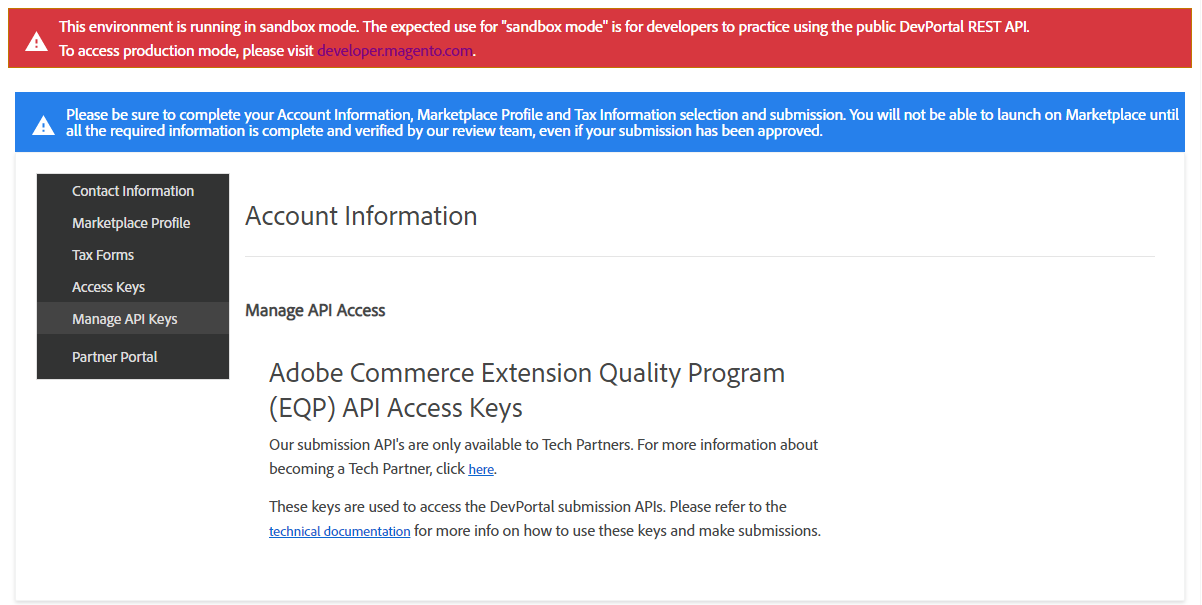 This environment is running in sandbox mode. The expected use for "sandbox mode" is for developers to practice using the public DevPortal REST API.
To access production mode, please visit developer.magento.com.
Please be sure to complete your Account Information, Marketplace Profile and Tax Information selection and submission. You will not be able to launch on Marketplace until
all the required information is complete and verified by our review team, even if your submission has been approved.
Contact Information
Marketplace Profile
Tax Forms
Access Keys
Manage API Keys
Partner Portal
Account Information
Manage API Access
Adobe Commerce Extension Quality Program
(EQP) API Access Keys
Our submission API's are only available to Tech Partners. For more information about
becoming a Tech Partner, click here.
These keys are used to access the DevPortal submission APIs. Please refer to the
technical documentation for more info on how to use these keys and make submissions.